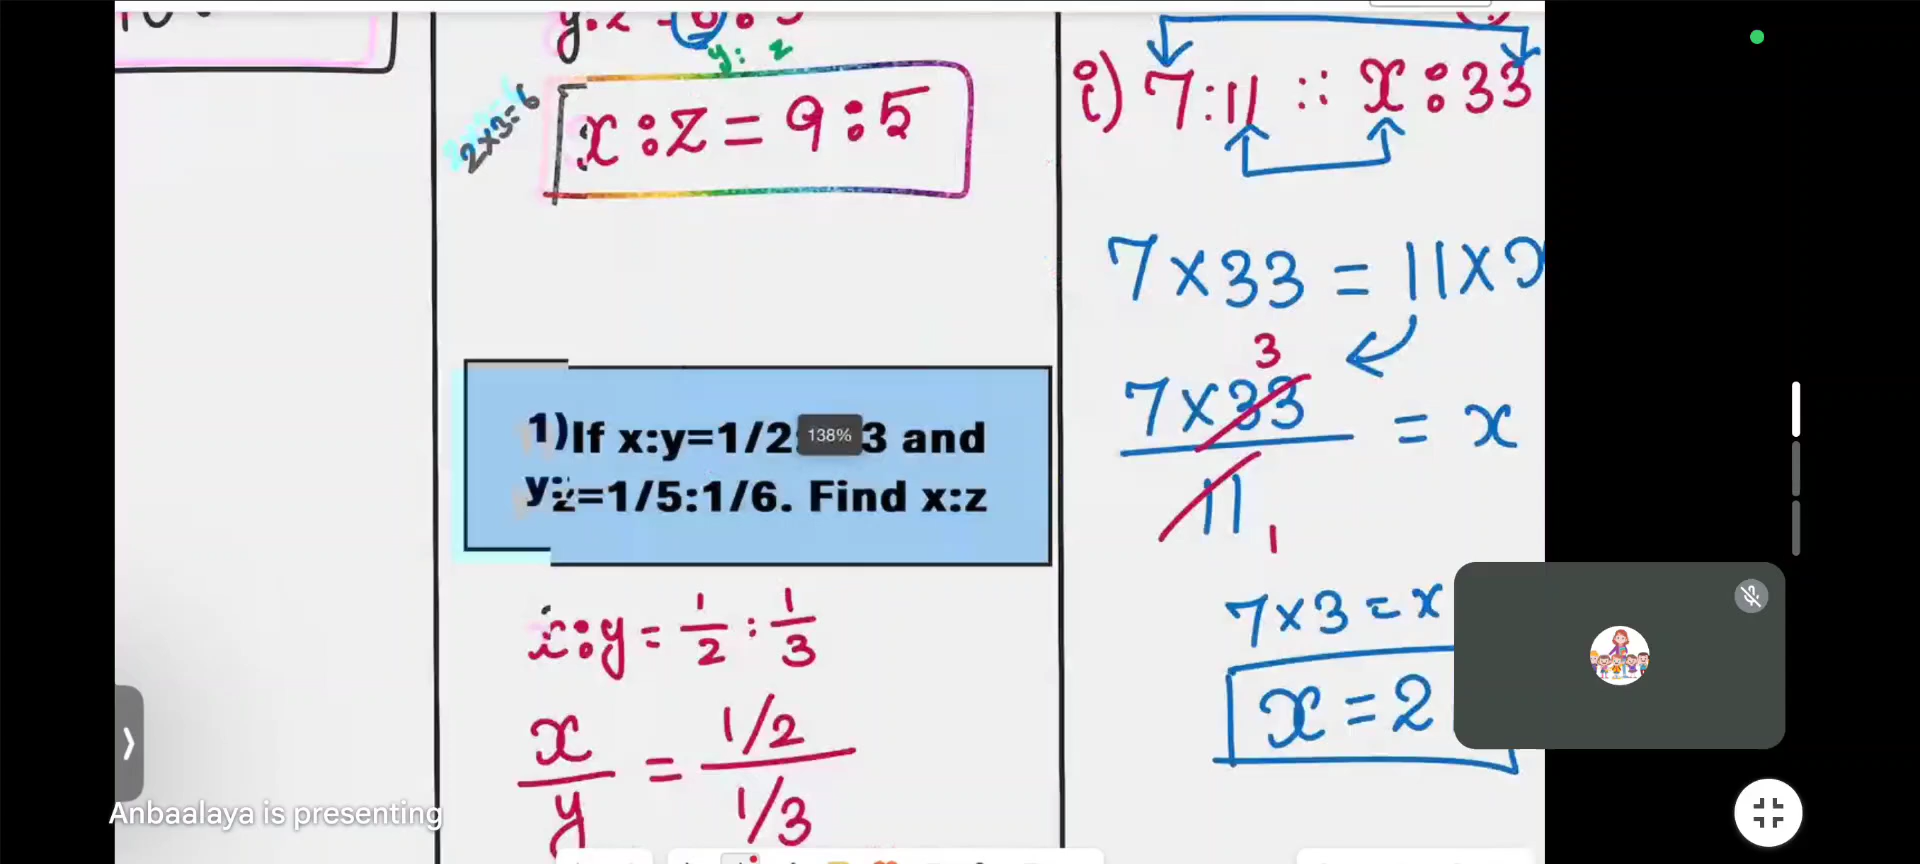 y:z
x:z=9:5
2×3=6
1)If x:y=1/2 138% 3 and
y:z=1/5:1/6. Find x:z
x:y = 1/2 : 1/3
x/y = 1/2 / 1/3
i) 7:11 :: x:33
7×33 = 11×
7×33 3 / 11 1 = x
7×3 = x
x = 2
Anbaalaya is presenting